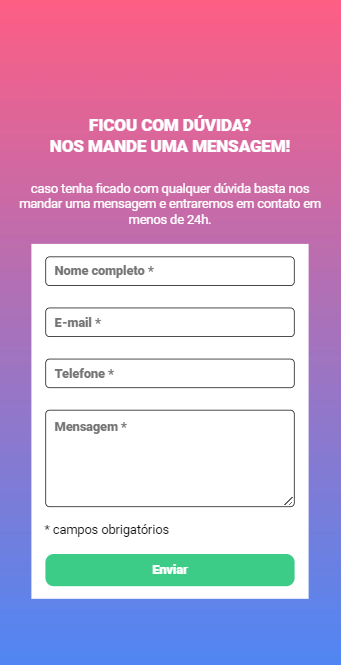 FICOU COM DÚVIDA?
NOS MANDE UMA MENSAGEM!
caso tenha ficado com qualquer dúvida basta nos
mandar uma mensagem e entraremos em contato em
menos de 24h.
Nome completo *
E-mail *
Telefone *
Mensagem *
* campos obrigatórios
Enviar